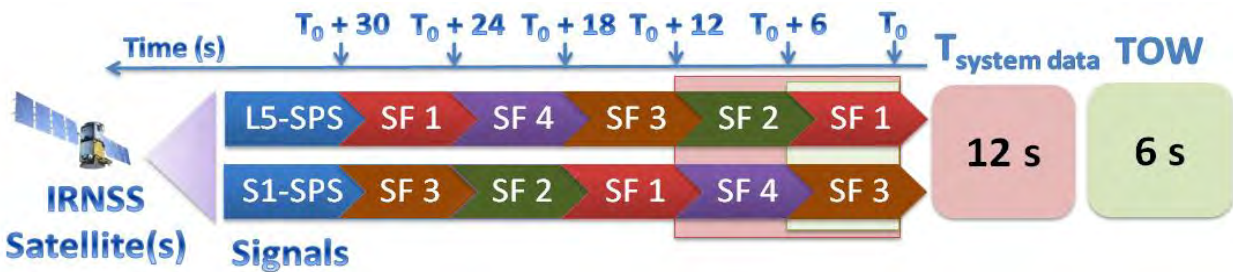 T0 + 30 T0 + 24 T0 + 18 T0 + 12 T0 + 6 T0
Time (s)
Tsystem data TOW
L5-SPS SF 1 SF 4 SF 3 SF 2 SF 1
12 s 6 s
S1-SPS SF 3 SF 2 SF 1 SF 4 SF 3
IRNSS
Satellite(s)
Signals